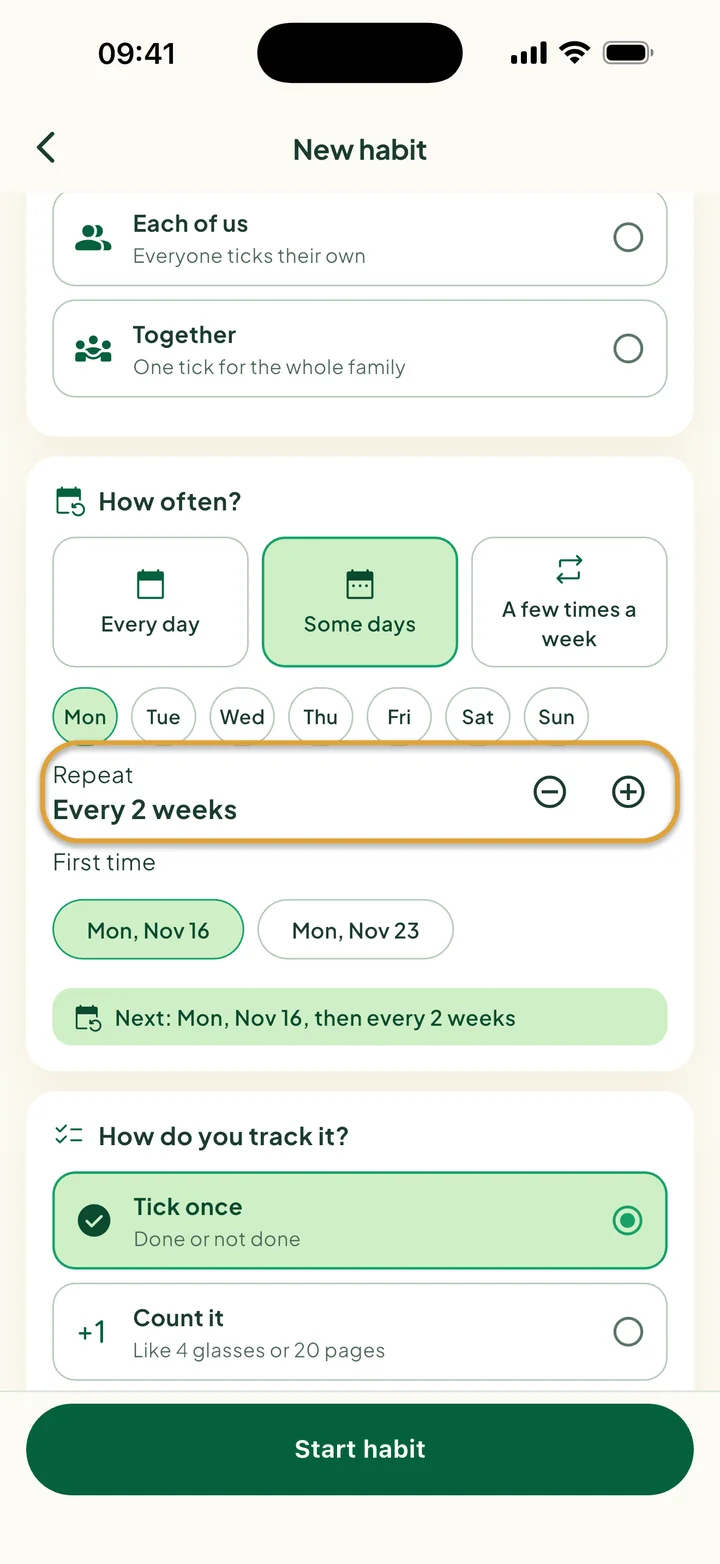 09:41
New habit
Each of us
Everyone ticks their own
Together
One tick for the whole family
How often?
Every day
Some days
A few times a
week
Mon Tue Wed Thu Fri Sat Sun
Repeat
Every 2 weeks
First time
Mon, Nov 16 Mon, Nov 23
Next: Mon, Nov 16, then every 2 weeks
How do you track it?
Tick once
Done or not done
+1
Count it
Like 4 glasses or 20 pages
Start habit